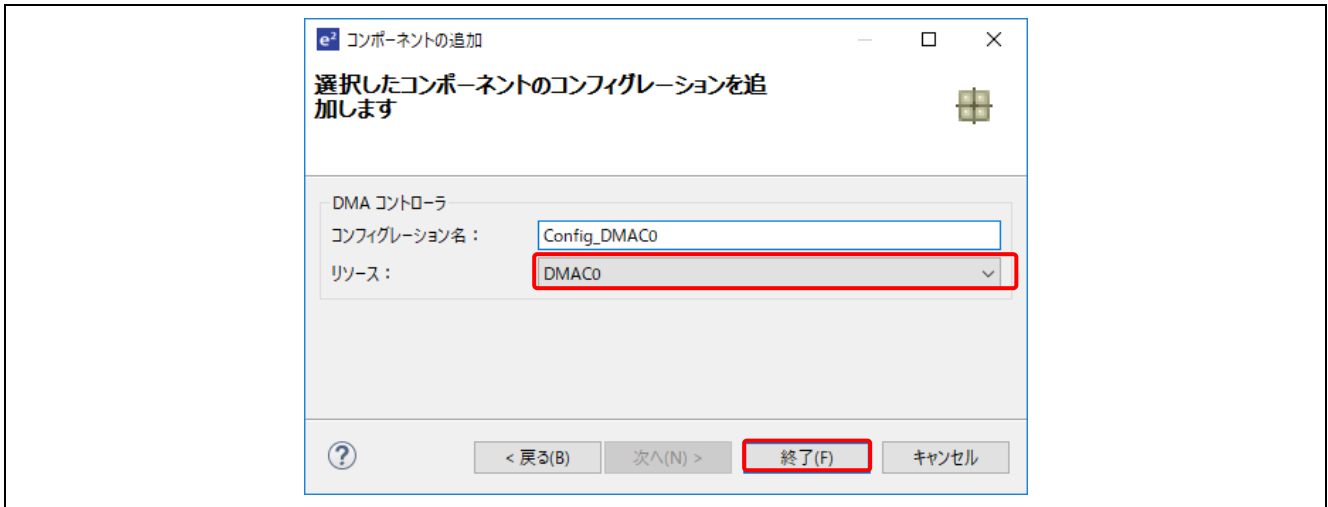 e² コンポーネントの追加
選択したコンポーネントのコンフィグレーションを追
加します
DMA コントローラ
コンフィグレーション名： Config_DMAC0
リソース： DMAC0
? < 戻る(B) 次へ(N) > 終了(F) キャンセル